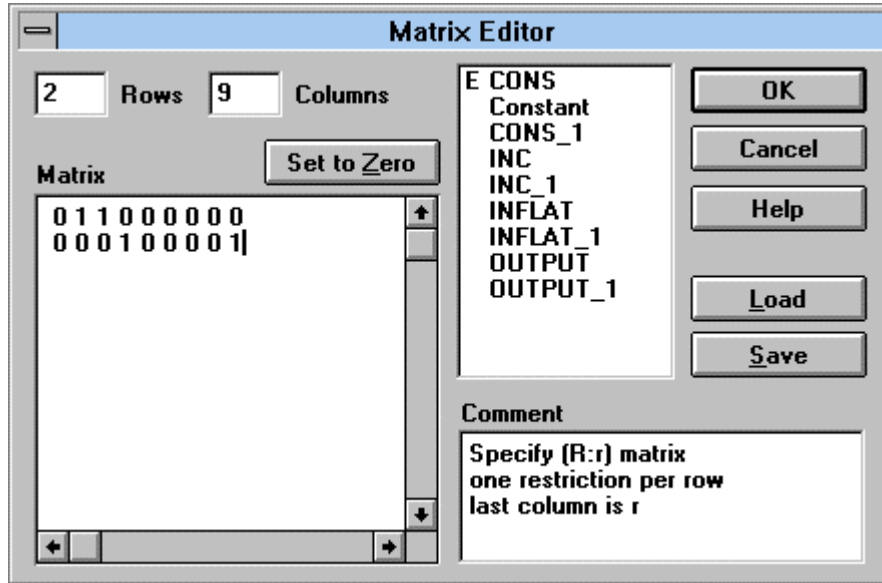 Matrix Editor
2 Rows 9 Columns
Set to Zero
Matrix
0 1 1 0 0 0 0 0 0
0 0 0 1 0 0 0 0 1
E CONS
Constant
CONS_1
INC
INC_1
INFLAT
INFLAT_1
OUTPUT
OUTPUT_1
OK
Cancel
Help
Load
Save
Comment
Specify (R:r) matrix
one restriction per row
last column is r